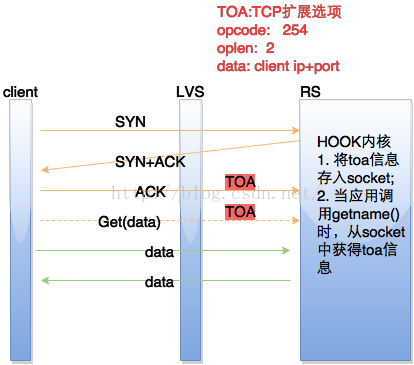 TOA:TCP扩展选项
opcode: 254
oplen: 2
data: client ip+port
client
LVS
RS
SYN
SYN+ACK
ACK
TOA
Get(data)
TOA
data
data
HOOK内核
1. 将toa信息
存入socket;
2. 当应用调
用getname()
时，从socket
中获得toa信
息
http://blog.csdn.net/